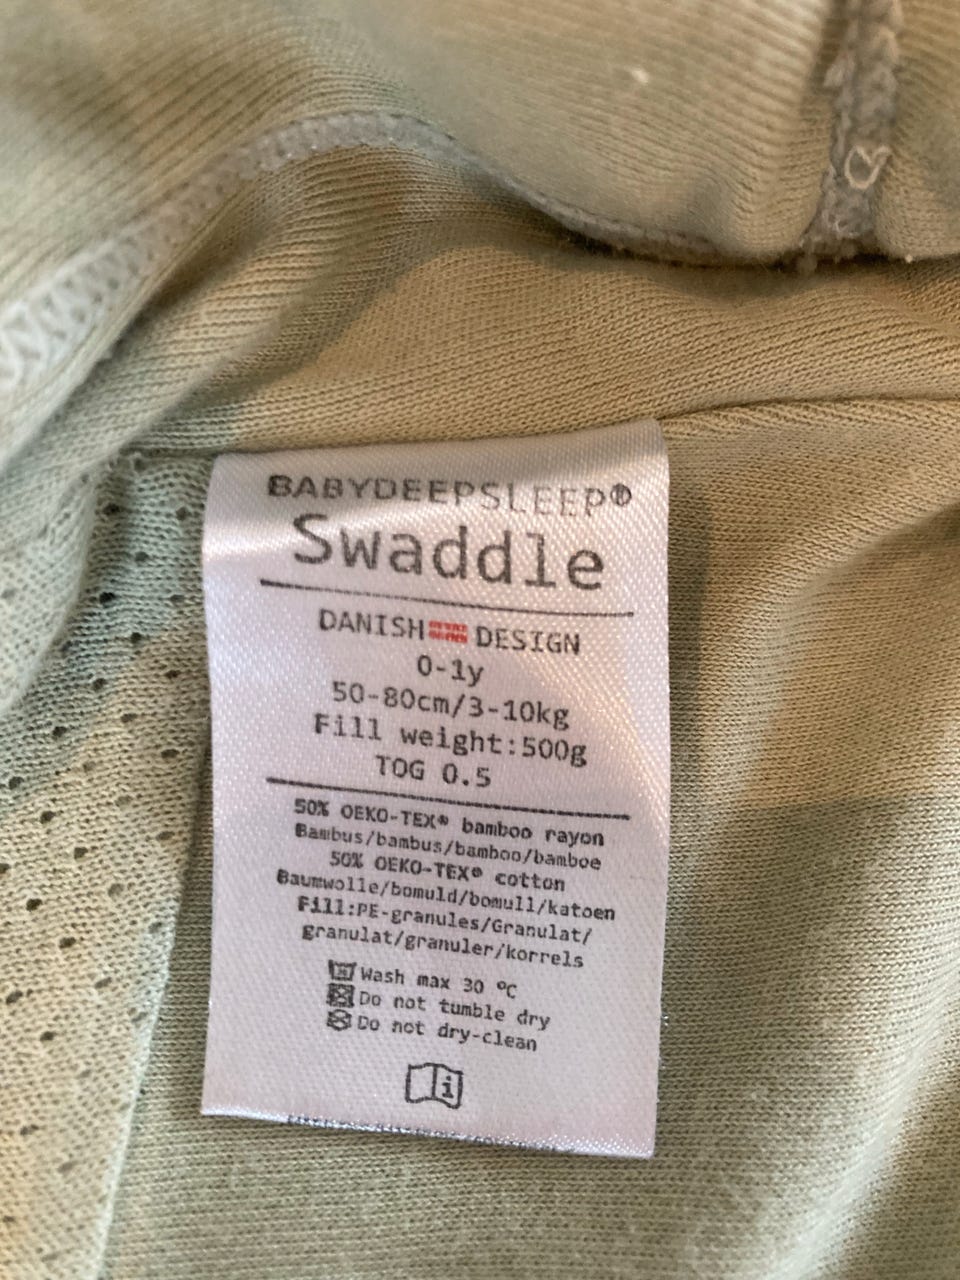 BABYDEEPSLEEP®
Swaddle
DANISH DESIGN
0-1y
50-80cm/3-10kg
Fill weight:500g
TOG 0.5
50% OEKO-TEX® bamboo rayon
Bambus/bambus/bamboo/bamboe
50% OEKO-TEX® cotton
Baumwolle/bomuld/bomull/katoen
Fill:PE-granules/Granulat/
granulat/granuler/korrels
Wash max 30 ºC
Do not tumble dry
Do not dry-clean
i